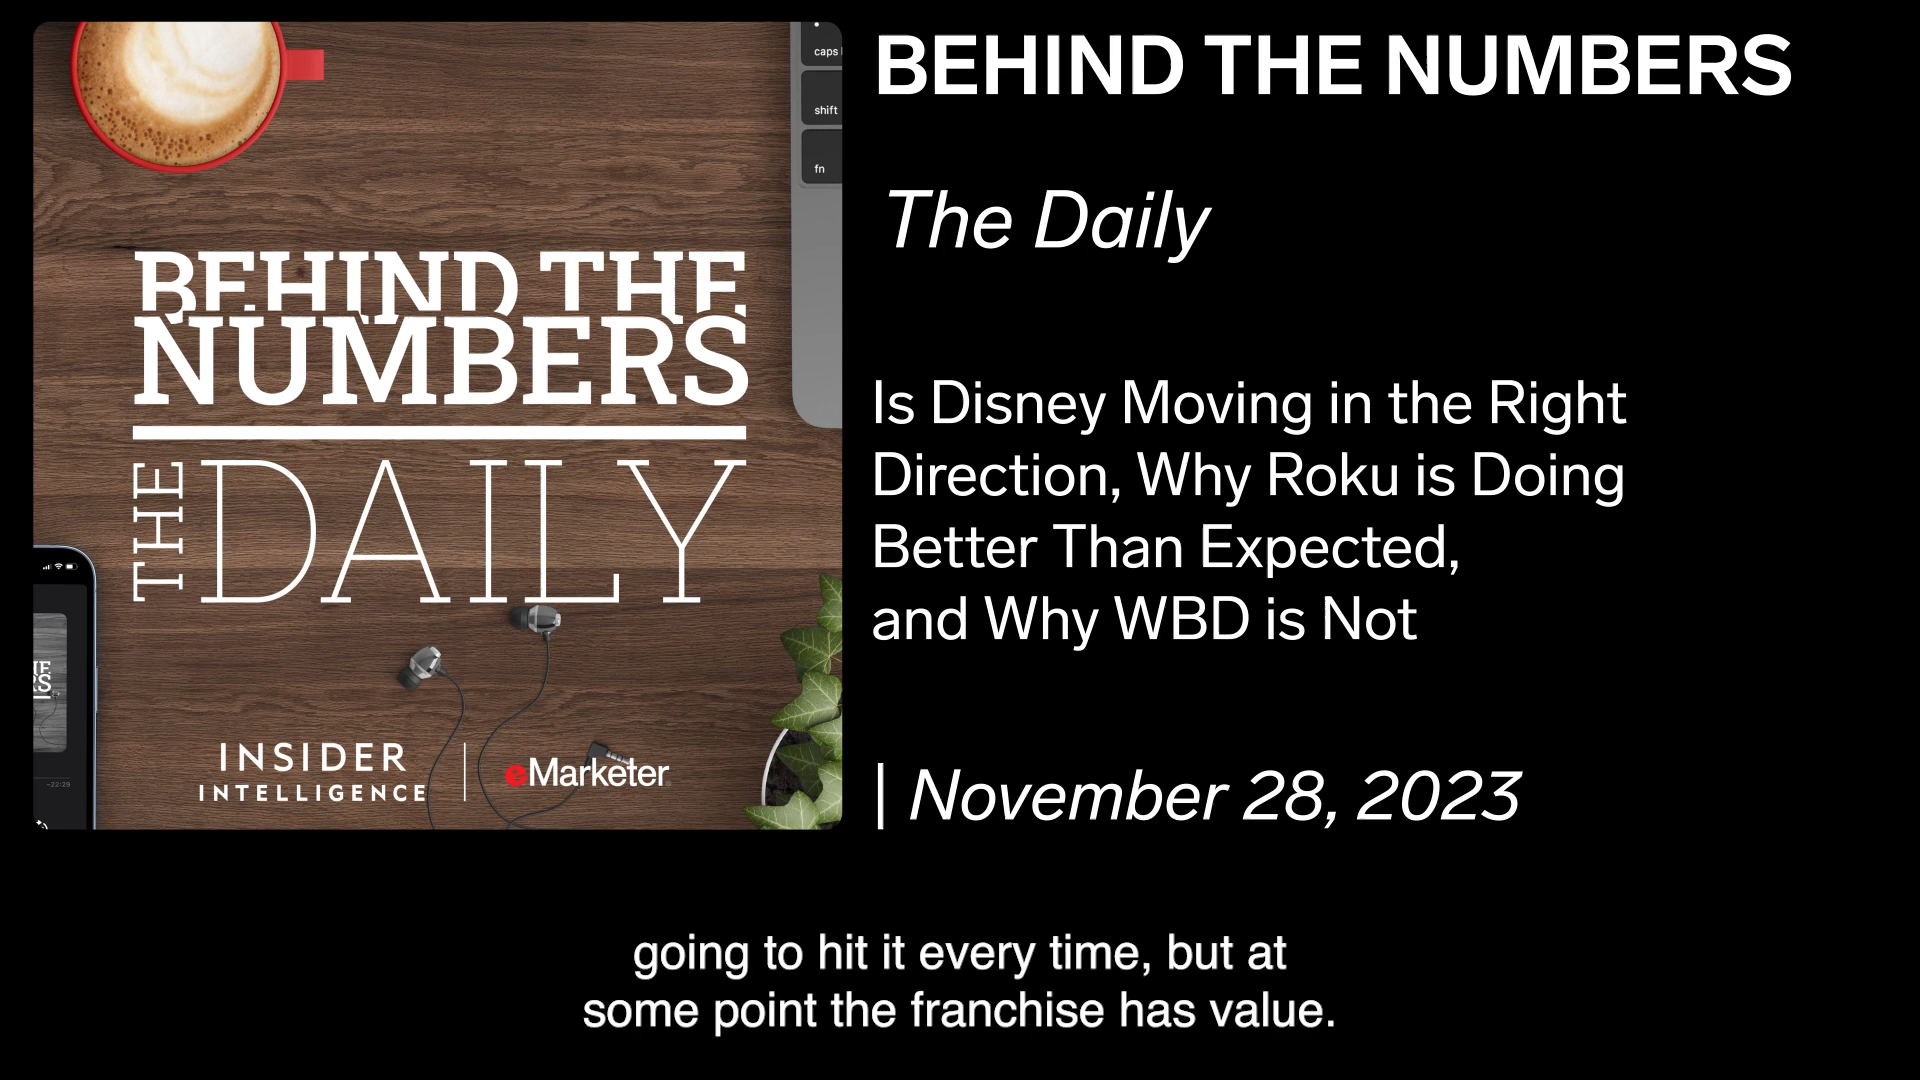 caps
shift
fn
BEHIND THE
NUMBERS
THE
DAILY
INSIDER
INTELLIGENCE
eMarketer
-22:29
BEHIND THE NUMBERS
The Daily
Is Disney Moving in the Right
Direction, Why Roku is Doing
Better Than Expected,
and Why WBD is Not
| November 28, 2023
going to hit it every time, but at
some point the franchise has value.